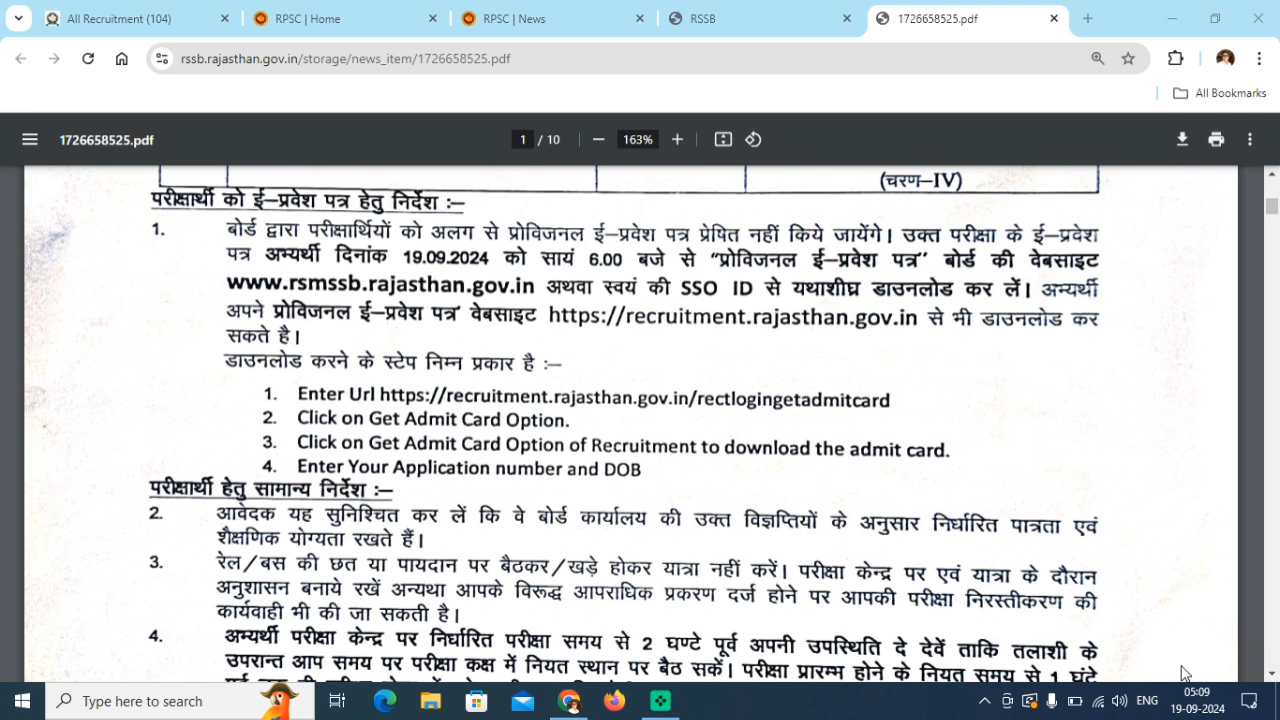 All Recruitment (104)
RPSC | Home
RPSC | News
RSSB
1726658525.pdf
rssb.rajasthan.gov.in/storage/news_item/1726658525.pdf
All Bookmarks
1726658525.pdf
1 / 10
163%
(चरण–IV)
परीक्षार्थी को ई–प्रवेश पत्र हेतु निर्देश :–
1. बोर्ड द्वारा परीक्षार्थियों को अलग से प्रोविजनल ई–प्रवेश पत्र प्रेषित नहीं किये जायेंगे। उक्त परीक्षा के ई–प्रवेश
पत्र अभ्यर्थी दिनांक 19.09.2024 को सायं 6.00 बजे से "प्रोविजनल ई–प्रवेश पत्र" बोर्ड की वेबसाइट
www.rsmssb.rajasthan.gov.in अथवा स्वयं की SSO ID से यथाशीघ्र डाउनलोड कर लें। अभ्यर्थी
अपने प्रोविजनल ई–प्रवेश पत्र' वेबसाइट https://recruitment.rajasthan.gov.in से भी डाउनलोड कर
सकते है।
डाउनलोड करने के स्टेप निम्न प्रकार है :–
1. Enter Url https://recruitment.rajasthan.gov.in/rectlogingetadmitcard
2. Click on Get Admit Card Option.
3. Click on Get Admit Card Option of Recruitment to download the admit card.
4. Enter Your Application number and DOB
परीक्षार्थी हेतु सामान्य निर्देश :–
2. आवेदक यह सुनिश्चित कर लें कि वे बोर्ड कार्यालय की उक्त विज्ञप्तियों के अनुसार निर्धारित पात्रता एवं
शैक्षणिक योग्यता रखते हैं।
3. रेल/बस की छत या पायदान पर बैठकर/खड़े होकर यात्रा नहीं करें। परीक्षा केन्द्र पर एवं यात्रा के दौरान
अनुशासन बनाये रखें अन्यथा आपके विरूद्ध आपराधिक प्रकरण दर्ज होने पर आपकी परीक्षा निरस्तीकरण की
कार्यवाही भी की जा सकती है।
4. अभ्यर्थी परीक्षा केन्द्र पर निर्धारित परीक्षा समय से 2 घण्टे पूर्व अपनी उपस्थिति दे देवें ताकि तलाशी के
उपरान्त आप समय पर परीक्षा कक्ष में नियत स्थान पर बैठ सकें। परीक्षा प्रारम्भ होने के नियत समय से 1 घंटे
Type here to search
ENG
05:09
19-09-2024